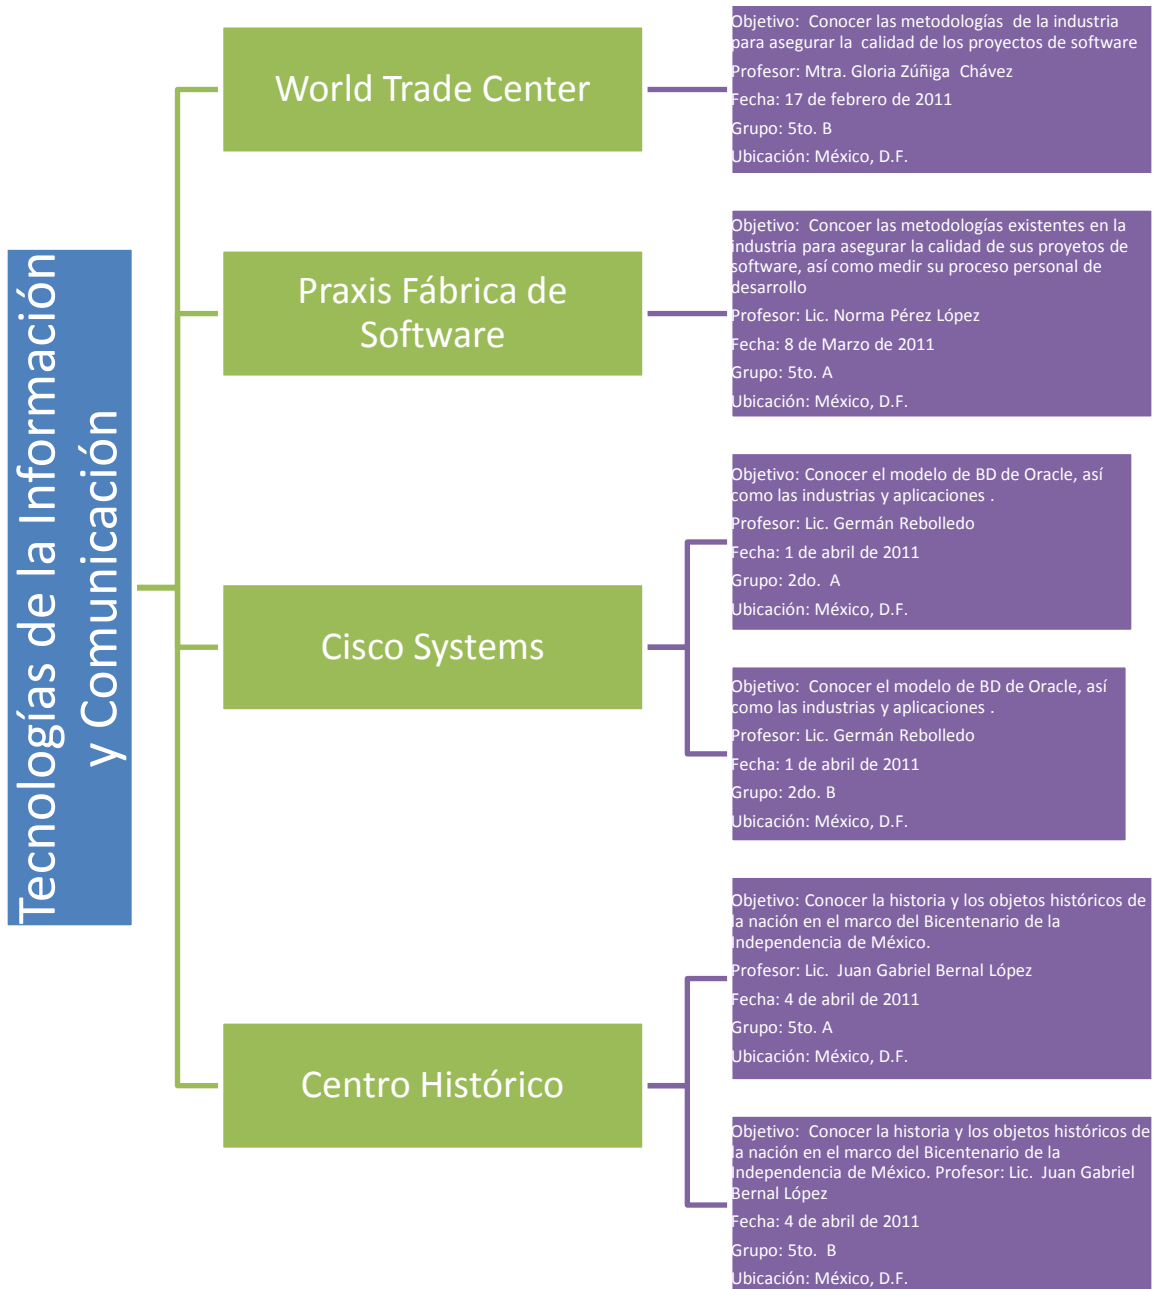 Tecnologías de la Información
y Comunicación
World Trade Center
Objetivo: Conocer las metodologías de la industria
para asegurar la calidad de los proyectos de software
Profesor: Mtra. Gloria Zúñiga Chávez
Fecha: 17 de febrero de 2011
Grupo: 5to. B
Ubicación: México, D.F.
Praxis Fábrica de
Software
Objetivo: Concoer las metodologías existentes en la
industria para asegurar la calidad de sus proyetos de
software, así como medir su proceso personal de
desarrollo
Profesor: Lic. Norma Pérez López
Fecha: 8 de Marzo de 2011
Grupo: 5to. A
Ubicación: México, D.F.
Cisco Systems
Objetivo: Conocer el modelo de BD de Oracle, así
como las industrias y aplicaciones .
Profesor: Lic. Germán Rebolledo
Fecha: 1 de abril de 2011
Grupo: 2do. A
Ubicación: México, D.F.
Objetivo: Conocer el modelo de BD de Oracle, así
como las industrias y aplicaciones .
Profesor: Lic. Germán Rebolledo
Fecha: 1 de abril de 2011
Grupo: 2do. B
Ubicación: México, D.F.
Centro Histórico
Objetivo: Conocer la historia y los objetos históricos de
la nación en el marco del Bicentenario de la
Independencia de México.
Profesor: Lic. Juan Gabriel Bernal López
Fecha: 4 de abril de 2011
Grupo: 5to. A
Ubicación: México, D.F.
Objetivo: Conocer la historia y los objetos históricos de
la nación en el marco del Bicentenario de la
Independencia de México. Profesor: Lic. Juan Gabriel
Bernal López
Fecha: 4 de abril de 2011
Grupo: 5to. B
Ubicación: México, D.F.